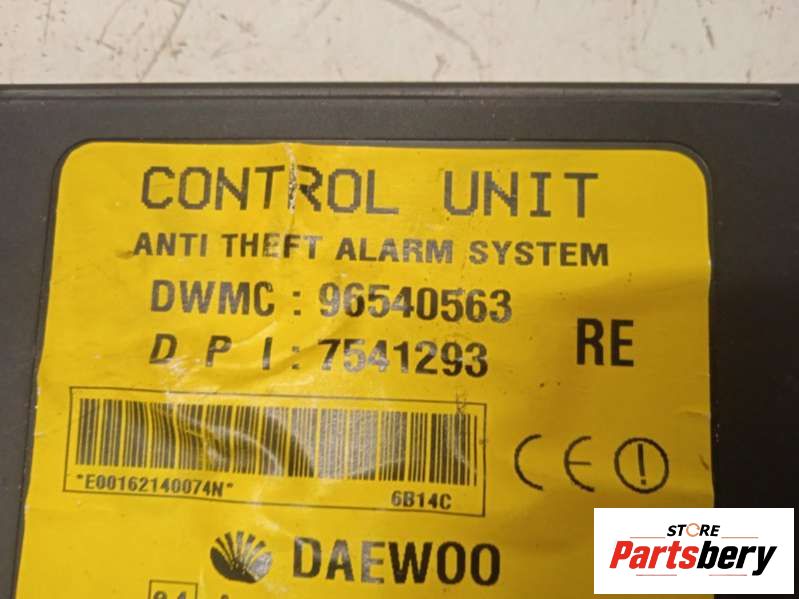 CONTROL UNIT
ANTI THEFT ALARM SYSTEM
DWMC : 96540563
D P I : 7541293
RE
*E00162140074N*
6B14C
CE
DAEWOO
STORE
Partsbery